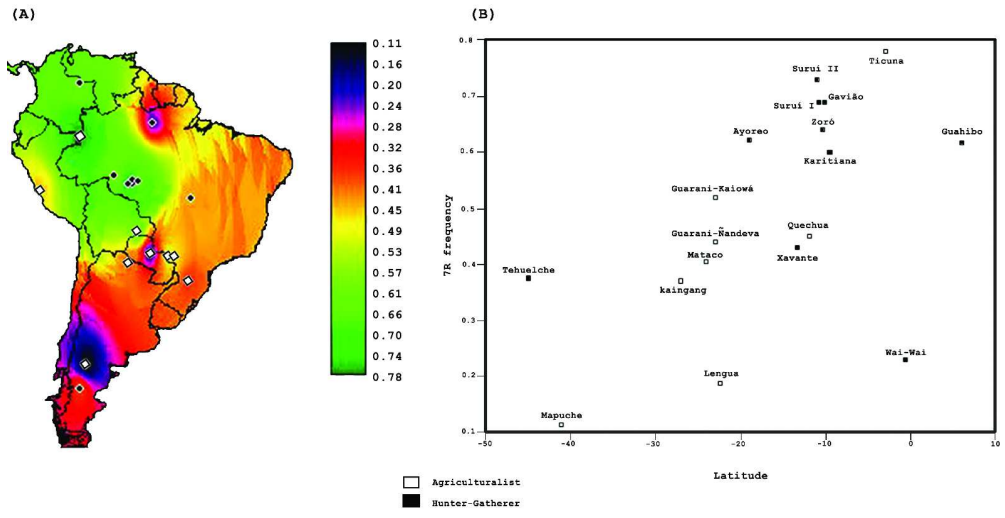 (A)
0.11
0.16
0.20
0.24
0.28
0.32
0.36
0.41
0.45
0.49
0.53
0.57
0.61
0.66
0.70
0.74
0.78
(B)
7R frequency
0.8
0.7
0.6
0.5
0.4
0.3
0.2
0.1
Ticuna
Surui II
Surui I
Gavião
Zoró
Ayoreo
Guahibo
Karitiana
Guarani-Kaiowá
Guarani-Ñandeva
Quechua
Mataco
Xavante
Tehuelche
kaingang
Wai-Wai
Lengua
Mapuche
-50 -40 -30 -20 -10 0 10
Latitude
Agriculturalist
Hunter-Gatherer